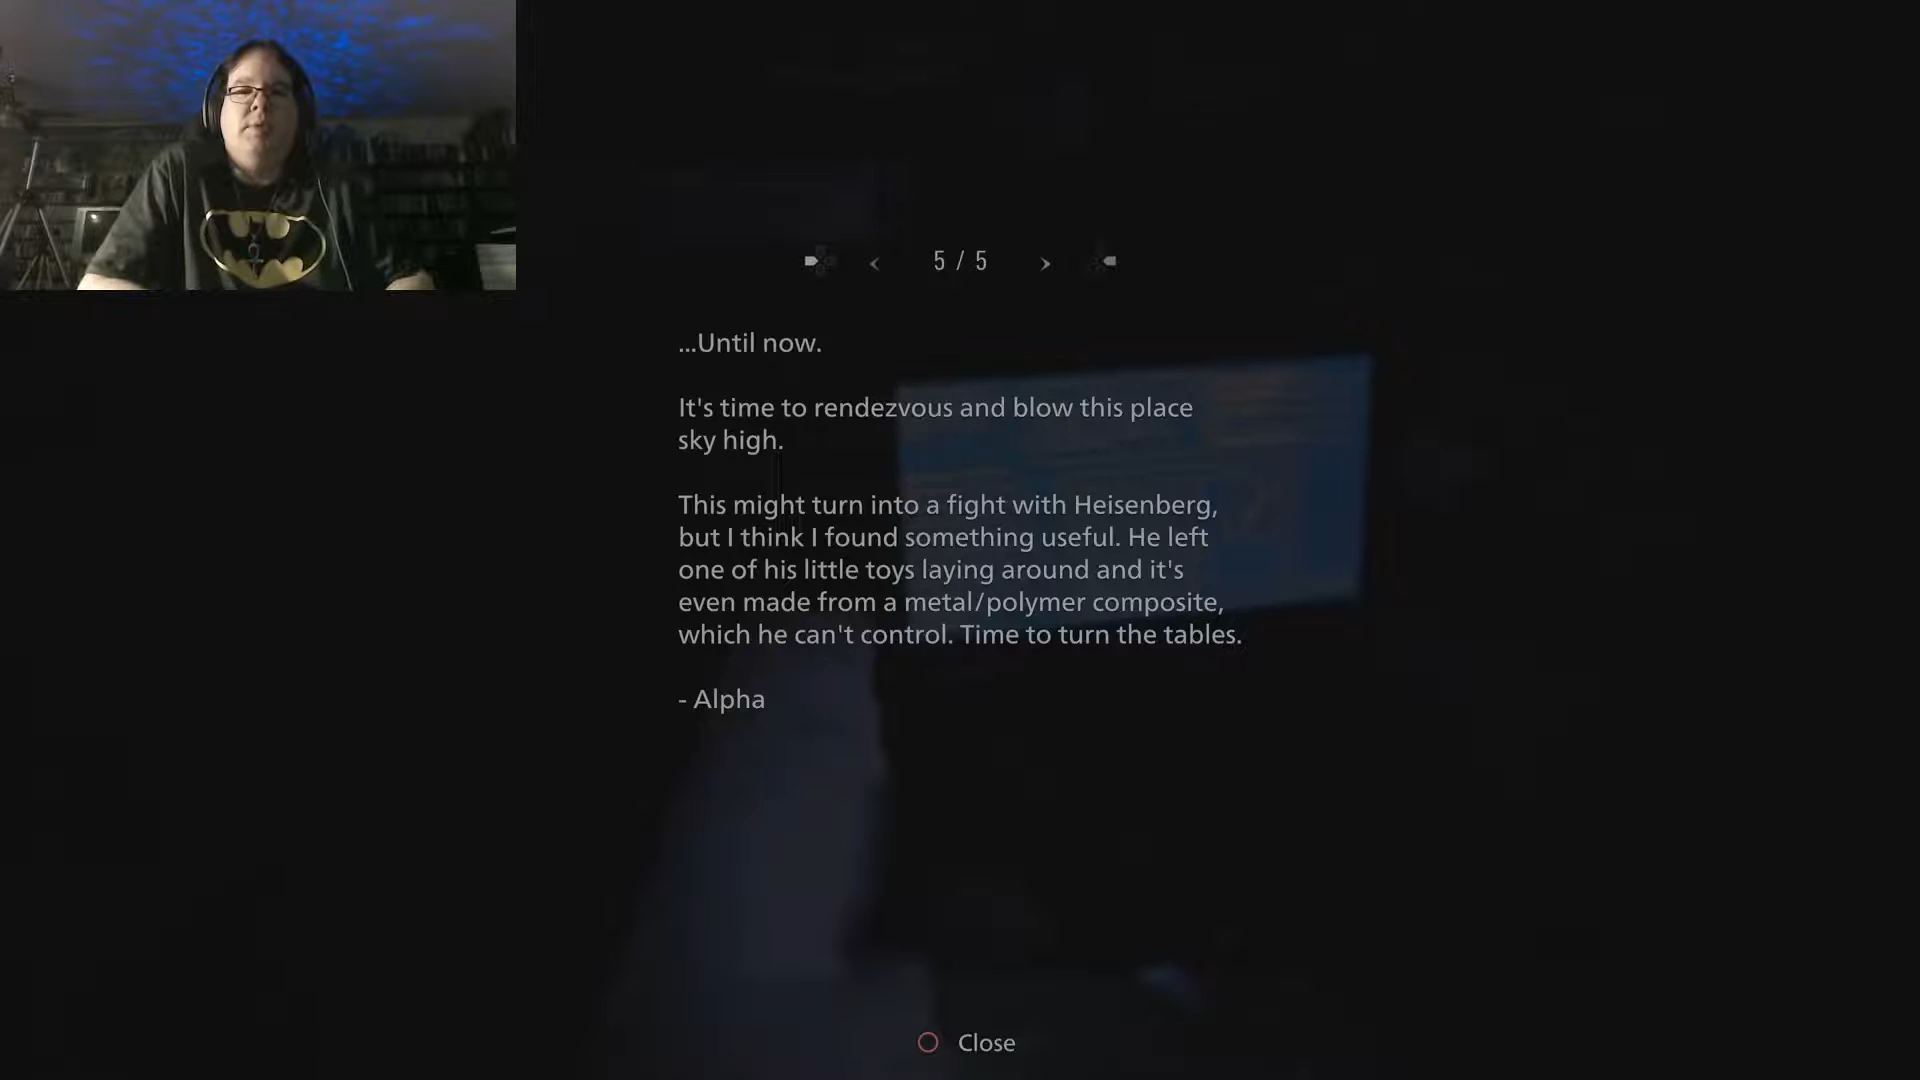 5 / 5
...Until now.
It's time to rendezvous and blow this place
sky high.
This might turn into a fight with Heisenberg,
but I think I found something useful. He left
one of his little toys laying around and it's
even made from a metal/polymer composite,
which he can't control. Time to turn the tables.
- Alpha
Close